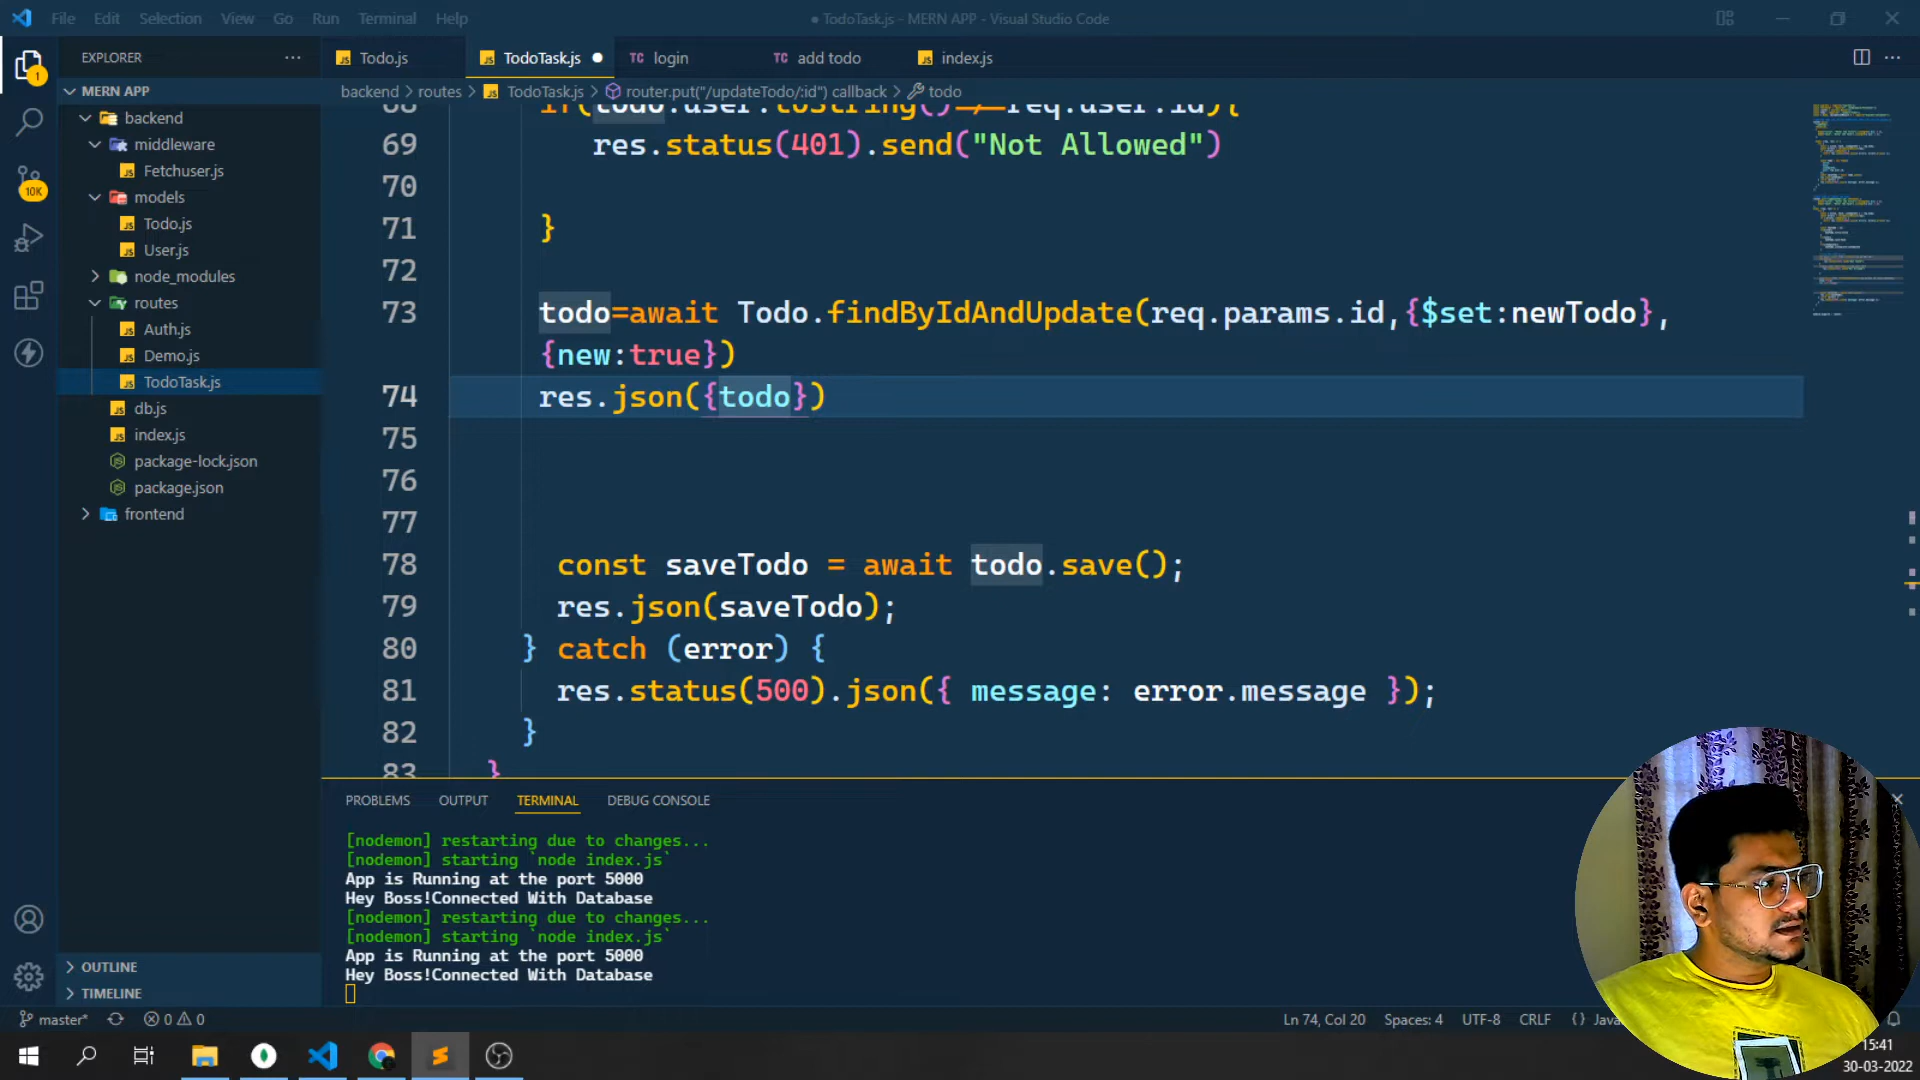 File Edit Selection View Go Run Terminal Help
● TodoTask.js - MERN APP - Visual Studio Code
EXPLORER
Todo.js
TodoTask.js
TC login
TC add todo
index.js
MERN APP
backend > routes > TodoTask.js > router.put("/updateTodo/:id") callback > todo
backend
middleware
Fetchuser.js
models
Todo.js
User.js
node_modules
routes
Auth.js
Demo.js
TodoTask.js
db.js
index.js
package-lock.json
package.json
frontend
OUTLINE
TIMELINE
1
10K
69 res.status(401).send("Not Allowed")
70
71 }
72
73 todo=await Todo.findByIdAndUpdate(req.params.id,{$set:newTodo},
{new:true})
74 res.json({todo})
75
76
77
78 const saveTodo = await todo.save();
79 res.json(saveTodo);
80 } catch (error) {
81 res.status(500).json({ message: error.message });
82 }
83 }
PROBLEMS OUTPUT TERMINAL DEBUG CONSOLE
[nodemon] restarting due to changes...
[nodemon] starting `node index.js`
App is Running at the port 5000
Hey Boss!Connected With Database
[nodemon] restarting due to changes...
[nodemon] starting `node index.js`
App is Running at the port 5000
Hey Boss!Connected With Database
master* 0 0
Ln 74, Col 20 Spaces: 4 UTF-8 CRLF {}
15:41
30-03-2022